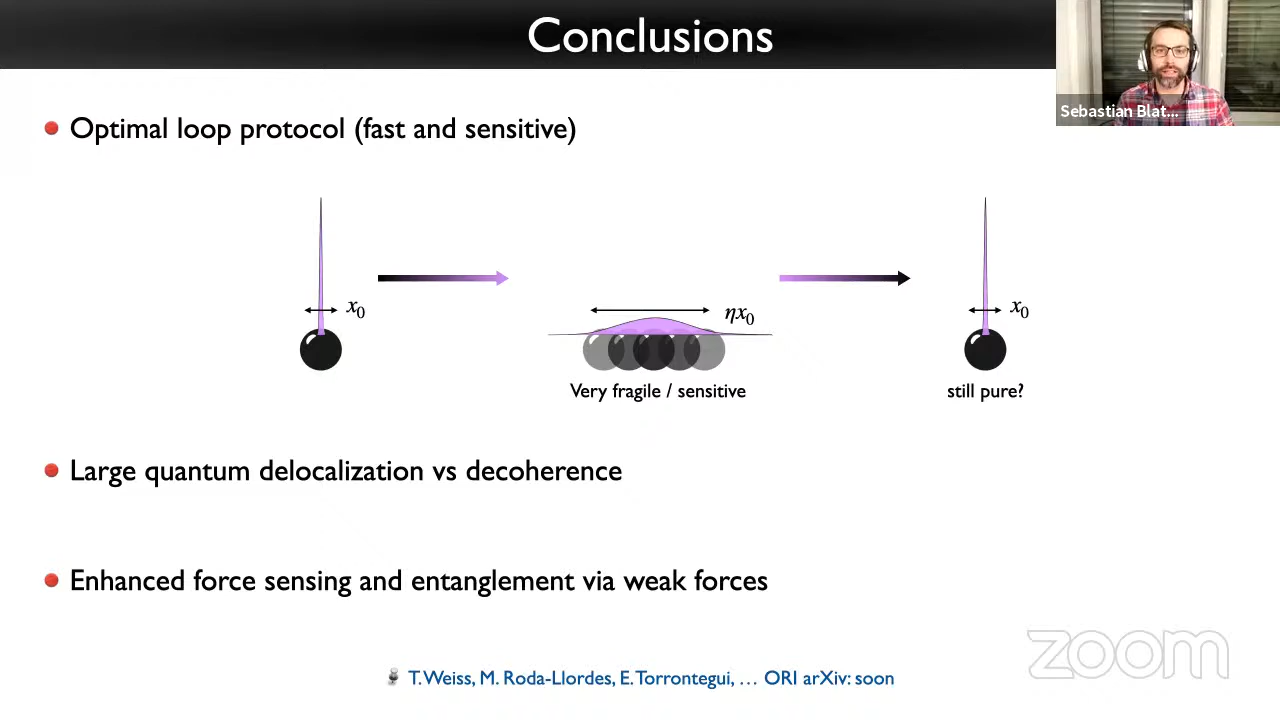 Conclusions
Sebastian Blat...
Optimal loop protocol (fast and sensitive)
x₀
ηx₀
x₀
Very fragile / sensitive
still pure?
Large quantum delocalization vs decoherence
Enhanced force sensing and entanglement via weak forces
zoom
T. Weiss, M. Roda-Llordes, E. Torrontegui, … ORI arXiv: soon